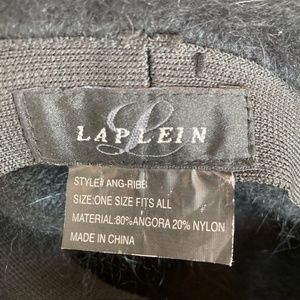 L
LAPLEIN
STYLE# ANG-RIBB
SIZE:ONE SIZE FITS ALL
MATERIAL:80%ANGORA 20% NYLON
MADE IN CHINA